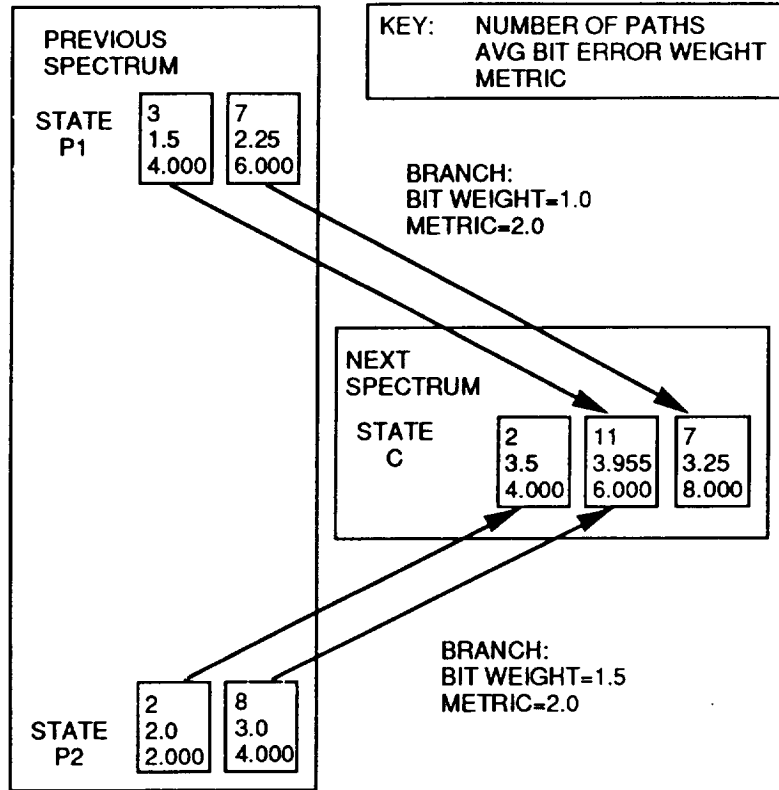 KEY: NUMBER OF PATHS
AVG BIT ERROR WEIGHT
METRIC
PREVIOUS
SPECTRUM
STATE
P1
3
1.5
4.000
7
2.25
6.000
BRANCH:
BIT WEIGHT=1.0
METRIC=2.0
NEXT
SPECTRUM
STATE
C
2
3.5
4.000
11
3.955
6.000
7
3.25
8.000
BRANCH:
BIT WEIGHT=1.5
METRIC=2.0
STATE
P2
2
2.0
2.000
8
3.0
4.000